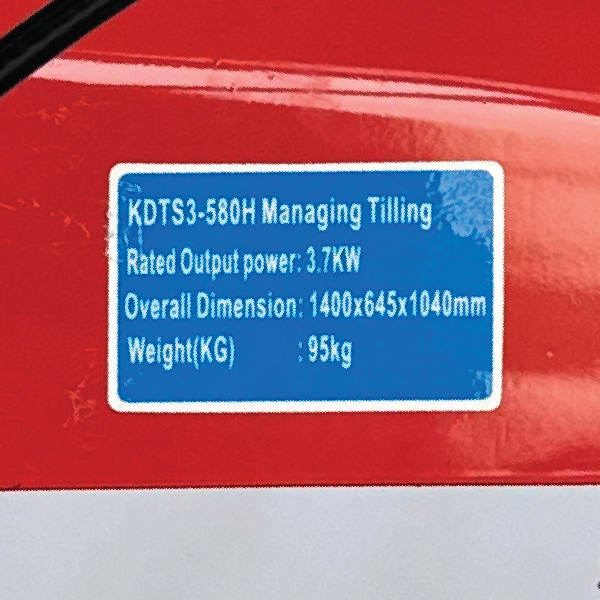 KDTS3-580H Managing Tilling
Rated Output power: 3.7KW
Overall Dimension: 1400x645x1040mm
Weight(KG) : 95kg